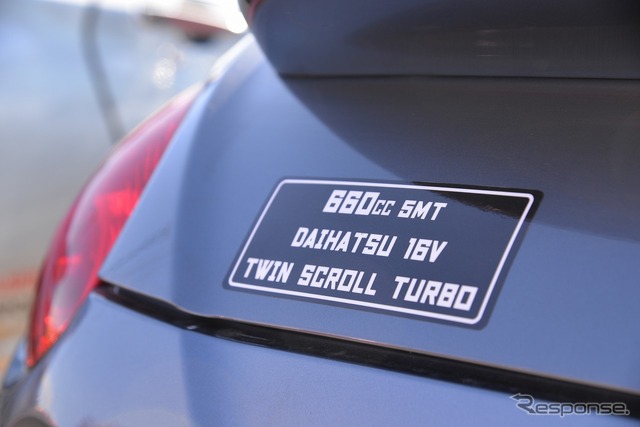 660cc 5MT
DAIHATSU 16V
TWIN SCROLL TURBO
Response.